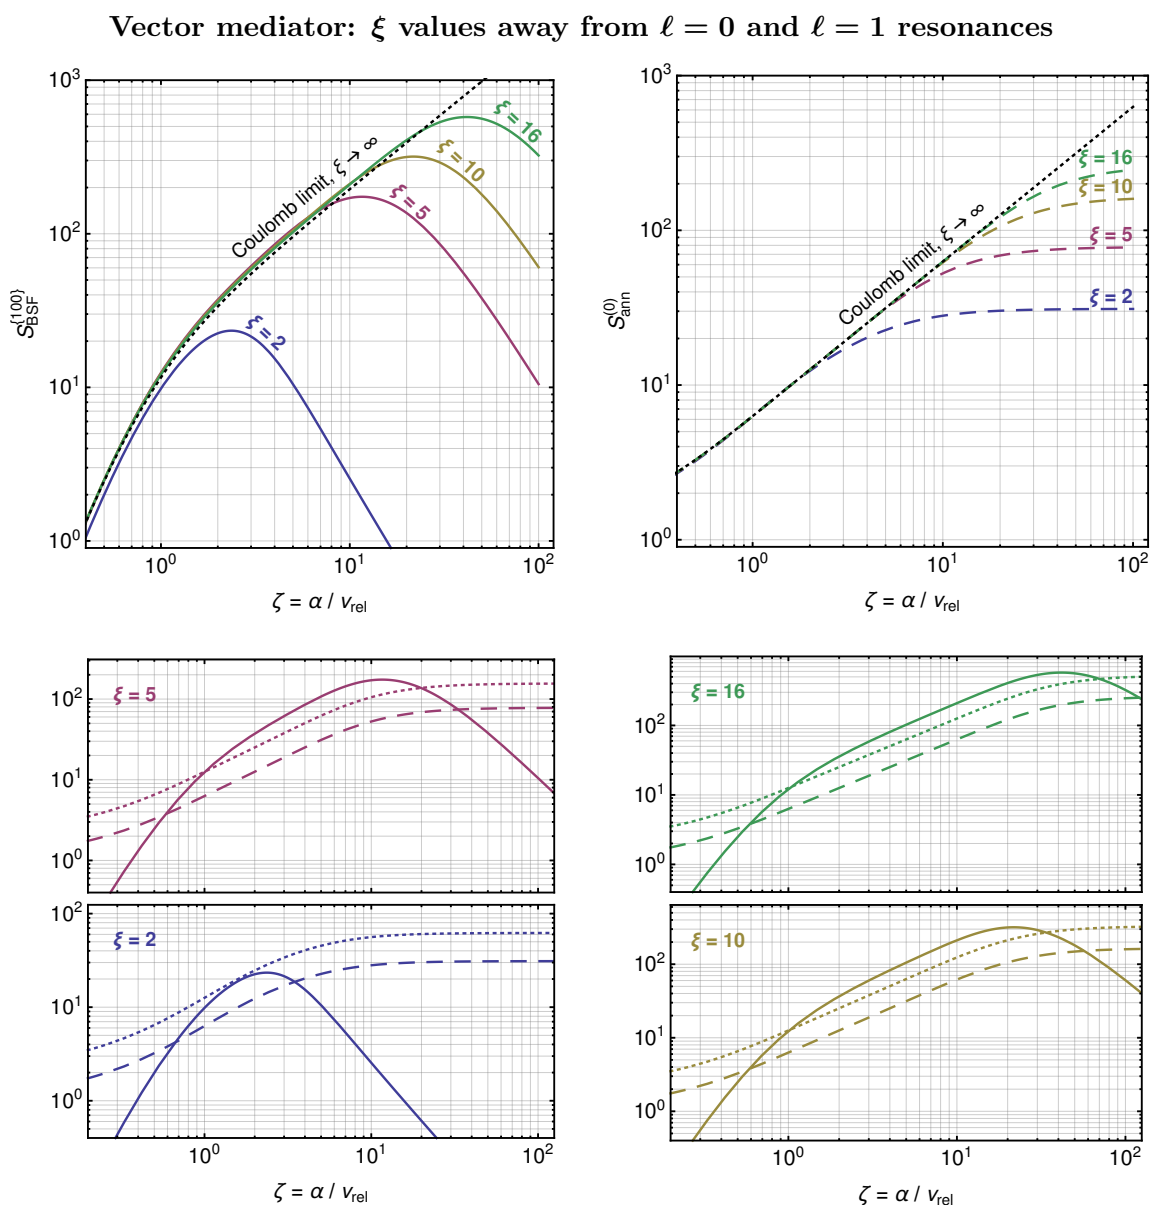 Vector mediator: ξ values away from ℓ = 0 and ℓ = 1 resonances
10³
10²
10¹
10⁰
S_BSF^{100}
Coulomb limit, ξ → ∞
ξ = 16
ξ = 10
ξ = 5
ξ = 2
10⁰ 10¹ 10²
ζ = α / v_rel
10³
10²
10¹
10⁰
S_ann^(0)
Coulomb limit, ξ → ∞
ξ = 16
ξ = 10
ξ = 5
ξ = 2
10⁰ 10¹ 10²
ζ = α / v_rel
ξ = 5
10²
10¹
10⁰
ξ = 16
10²
10¹
10⁰
ξ = 2
10²
10¹
10⁰
10⁰ 10¹ 10²
ζ = α / v_rel
ξ = 10
10²
10¹
10⁰
10⁰ 10¹ 10²
ζ = α / v_rel